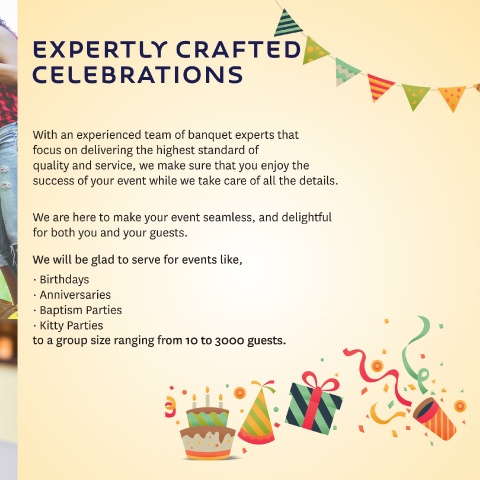 EXPERTLY CRAFTED
CELEBRATIONS
With an experienced team of banquet experts that
focus on delivering the highest standard of
quality and service, we make sure that you enjoy the
success of your event while we take care of all the details.
We are here to make your event seamless, and delightful
for both you and your guests.
We will be glad to serve for events like,
· Birthdays
· Anniversaries
· Baptism Parties
· Kitty Parties
to a group size ranging from 10 to 3000 guests.